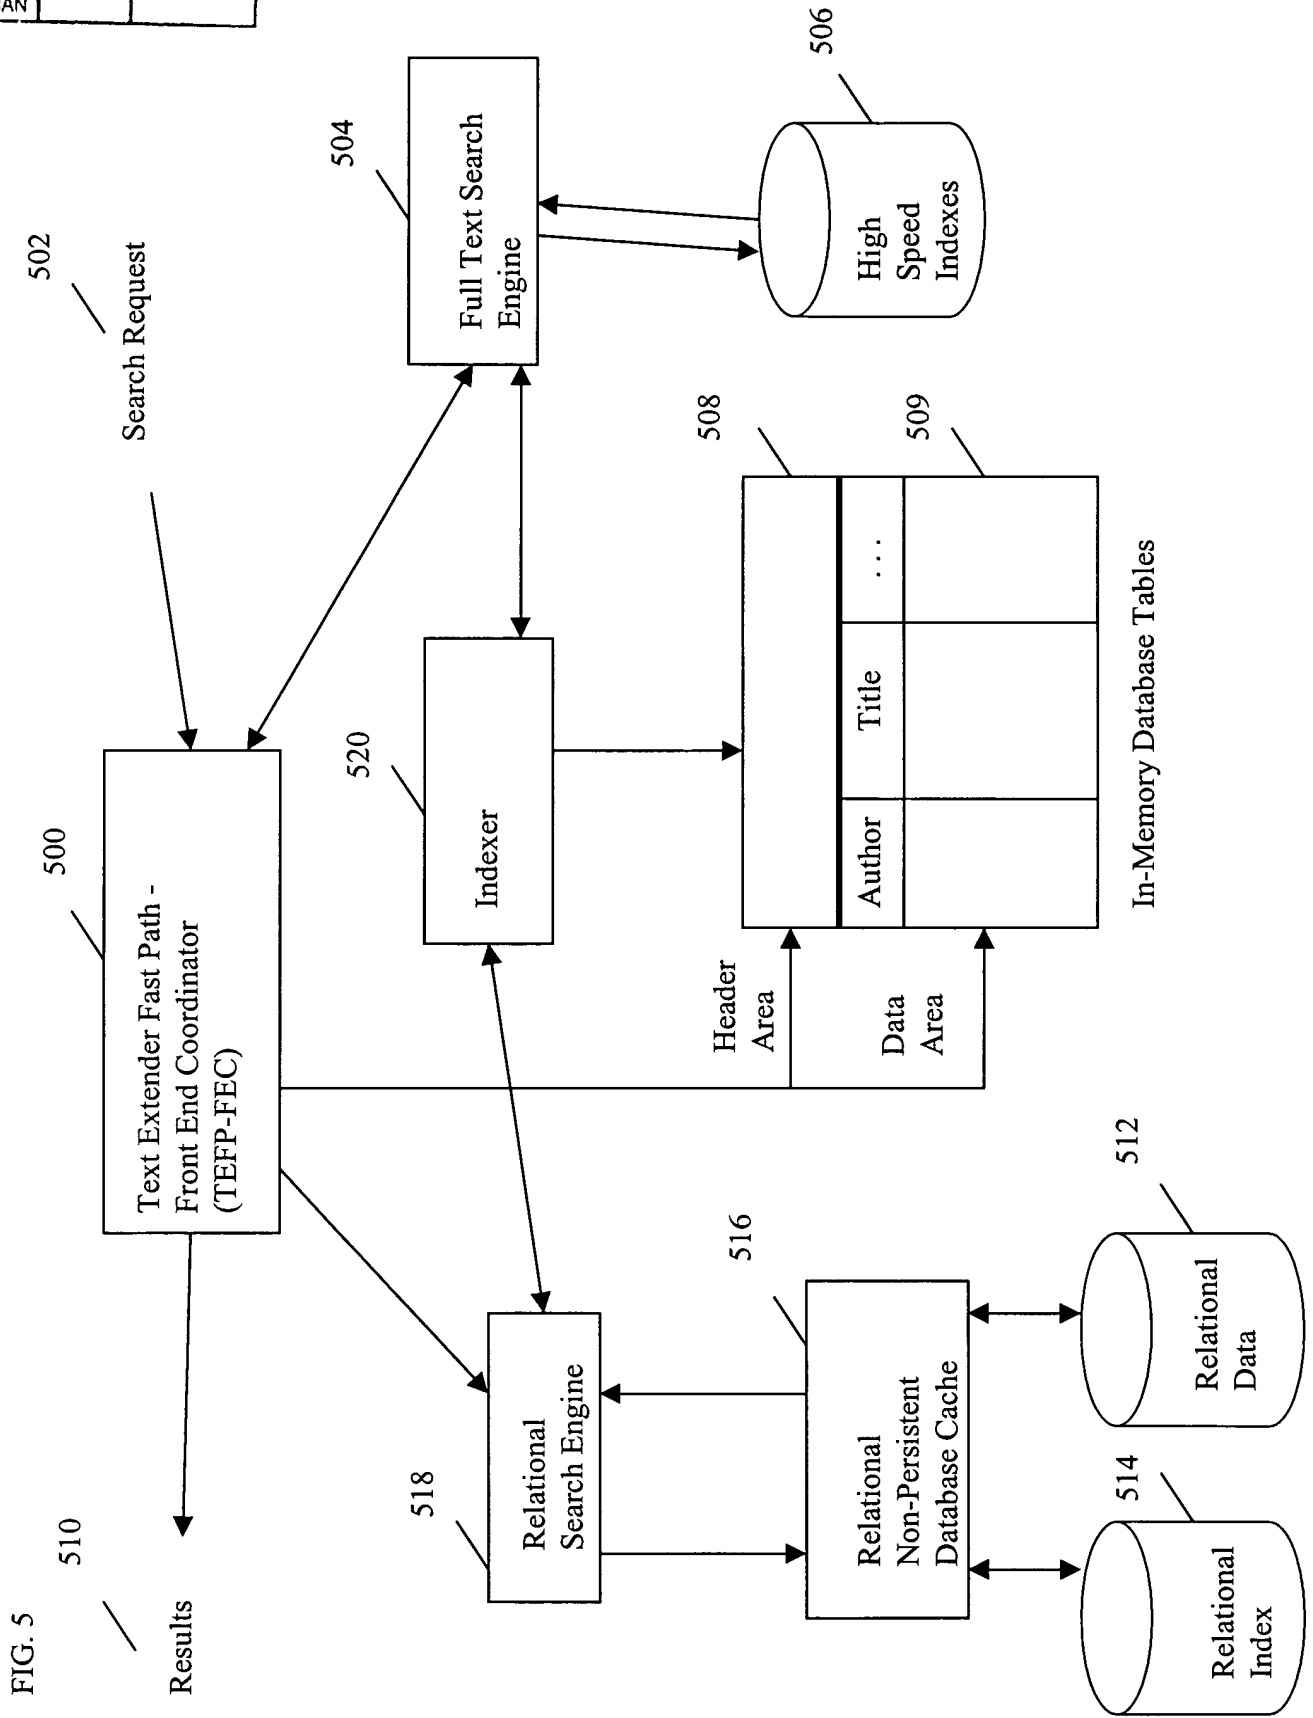 FIG. 5
510
Results
500
Text Extender Fast Path -
Front End Coordinator
(TEFP-FEC)
502
Search Request
504
Full Text Search
Engine
506
High
Speed
Indexes
520
Indexer
518
Relational
Search Engine
516
Relational
Non-Persistent
Database Cache
514
Relational
Index
512
Relational
Data
Header
Area
Data
Area
508
509
Author
Title
. . .
In-Memory Database Tables